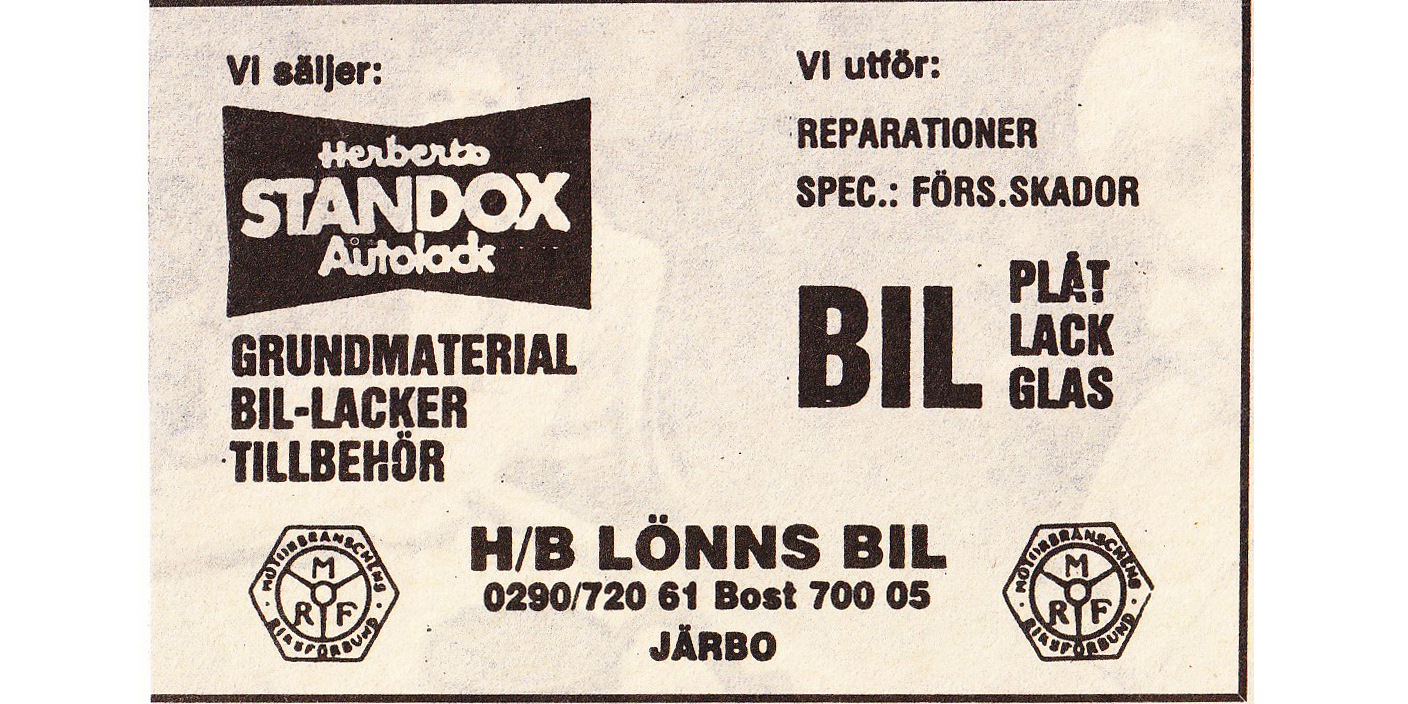 Vi säljer:
Herberts
STANDOX
Autolack
GRUNDMATERIAL
BIL-LACKER
TILLBEHÖR
Vi utför:
REPARATIONER
SPEC.: FÖRS.SKADOR
BIL
PLÅT
LACK
GLAS
MOTORBRANSCHENS
M
R F
RIKSFÖRBUND
H/B LÖNNS BIL
0290/720 61 Bost 700 05
JÄRBO
MOTORBRANSCHENS
M
R F
RIKSFÖRBUND